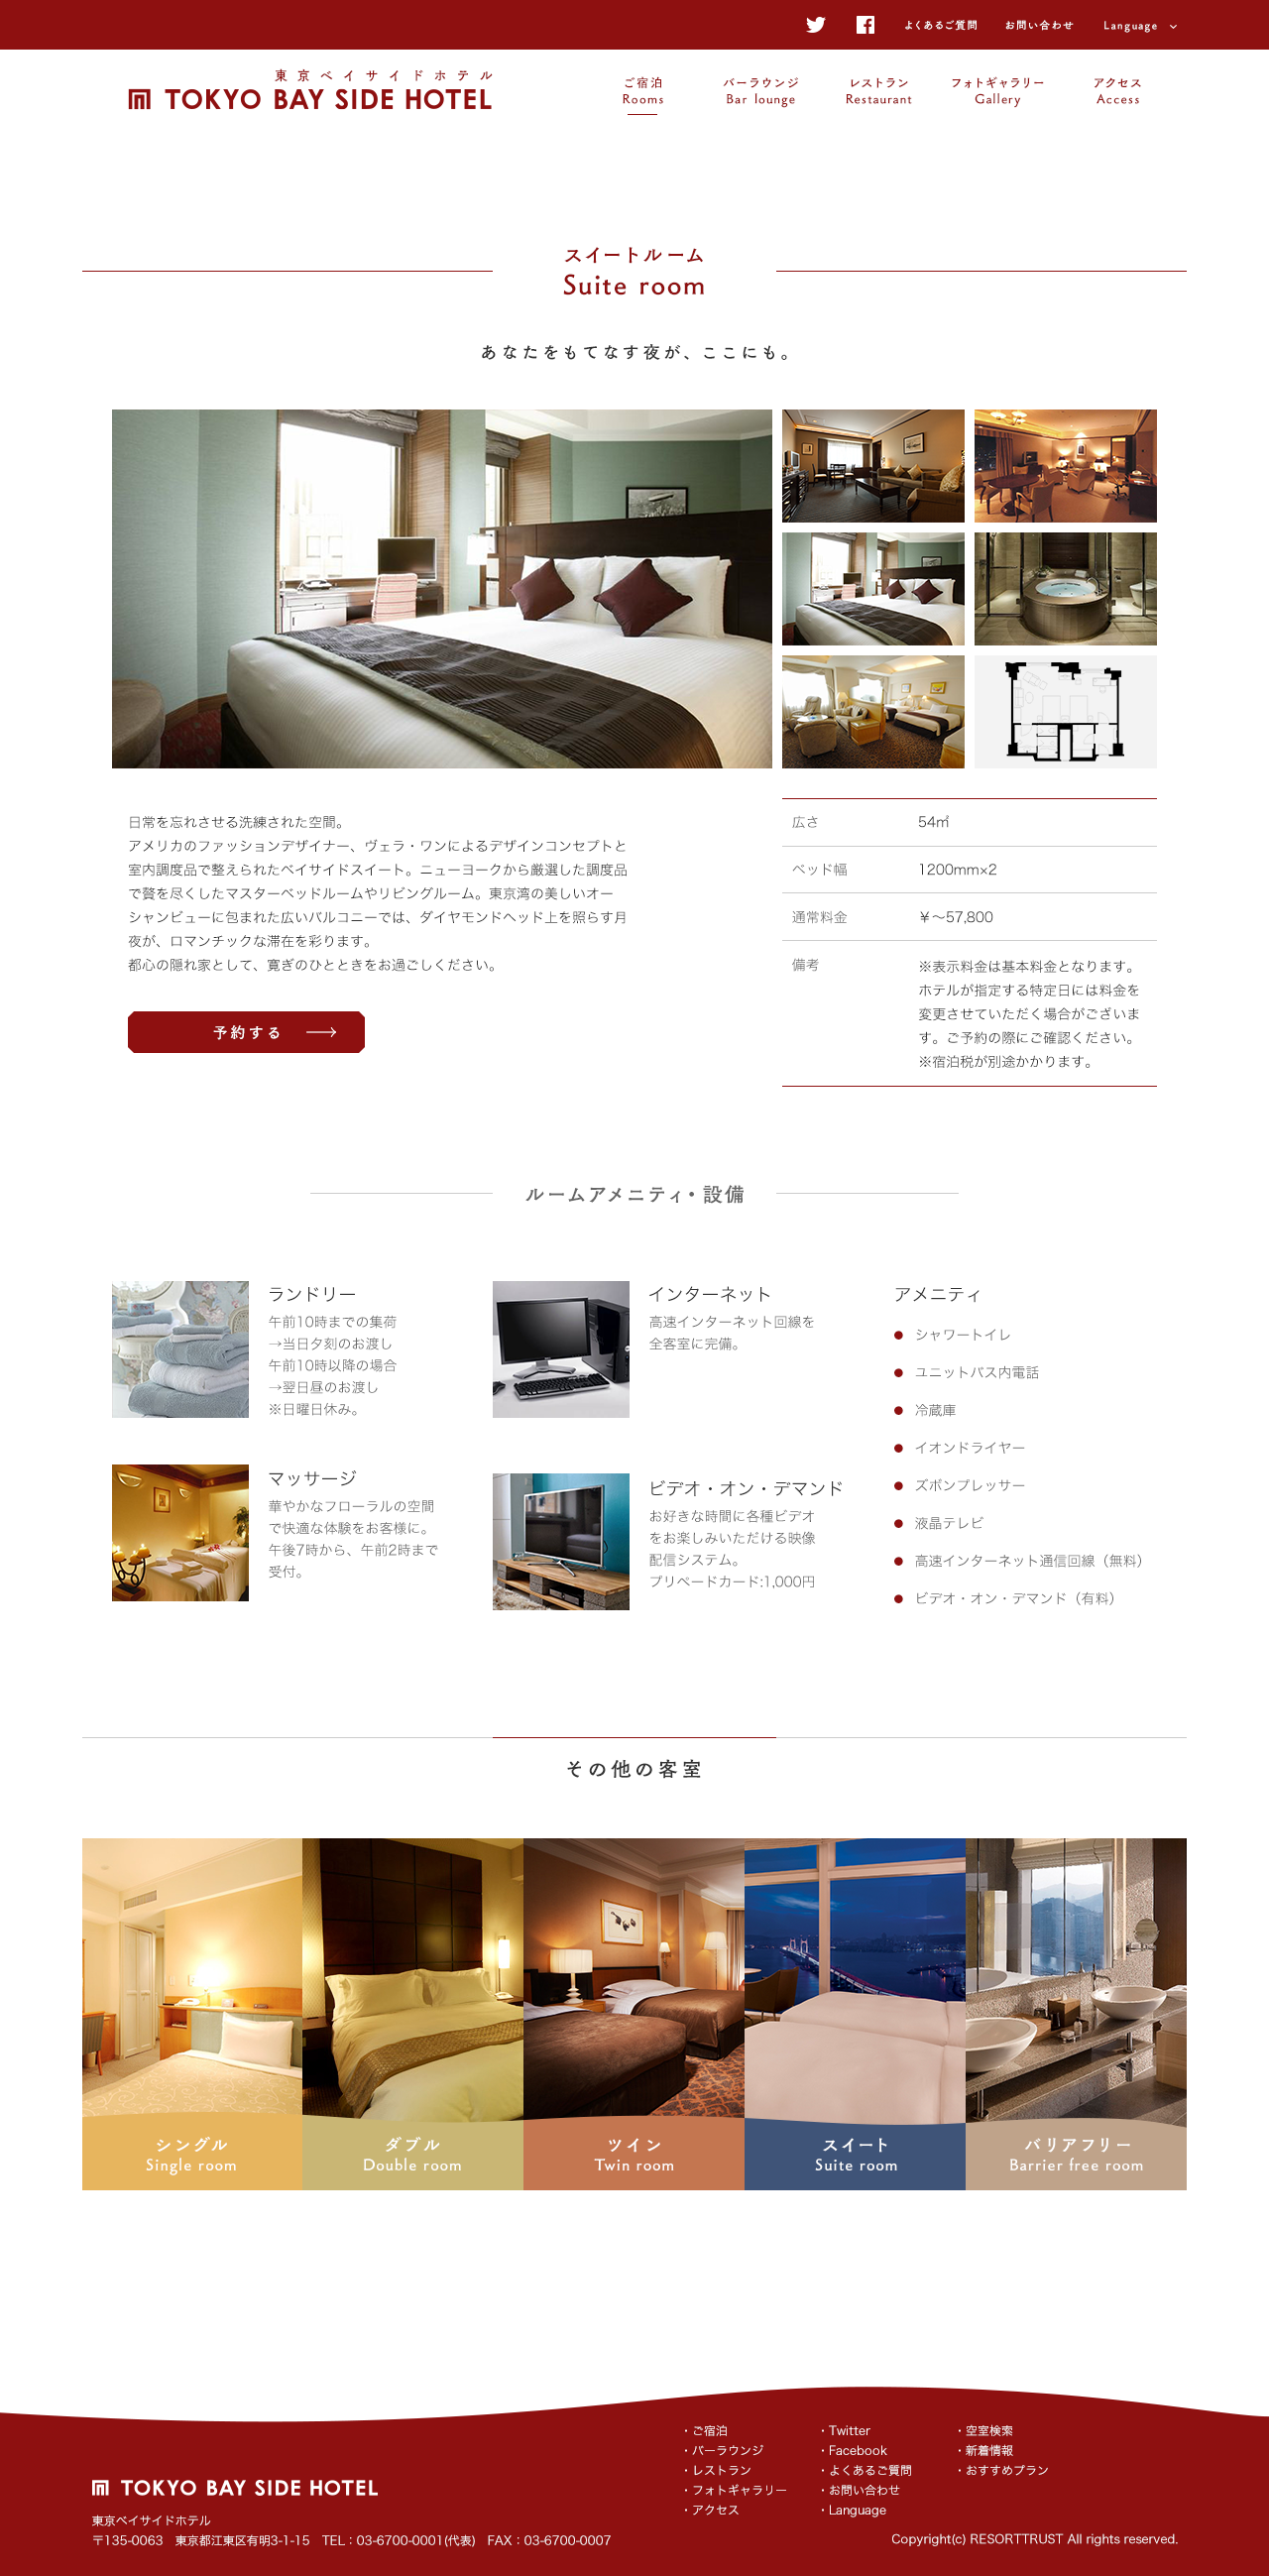 よくあるご質問
お問い合わせ
Language
東京ベイサイドホテル
TOKYO BAY SIDE HOTEL
ご宿泊
Rooms
バーラウンジ
Bar lounge
レストラン
Restaurant
フォトギャラリー
Gallery
アクセス
Access
スイートルーム
Suite room
あなたをもてなす夜が、ここにも。
日常を忘れさせる洗練された空間。
アメリカのファッションデザイナー、ヴェラ・ワンによるデザインコンセプトと
室内調度品で整えられたベイサイドスイート。ニューヨークから厳選した調度品
で贅を尽くしたマスターベッドルームやリビングルーム。東京湾の美しいオー
シャンビューに包まれた広いバルコニーでは、ダイヤモンドヘッド上を照らす月
夜が、ロマンチックな滞在を彩ります。
都心の隠れ家として、寛ぎのひとときをお過ごしください。
予約する
広さ 54㎡
ベッド幅 1200mm×2
通常料金 ￥〜57,800
備考 ※表示料金は基本料金となります。
ホテルが指定する特定日には料金を
変更させていただく場合がございま
す。ご予約の際にご確認ください。
※宿泊税が別途かかります。
ルームアメニティ・設備
ランドリー
午前10時までの集荷
→当日夕刻のお渡し
午前10時以降の場合
→翌日昼のお渡し
※日曜日休み。
インターネット
高速インターネット回線を
全客室に完備。
マッサージ
華やかなフローラルの空間
で快適な体験をお客様に。
午後7時から、午前2時まで
受付。
ビデオ・オン・デマンド
お好きな時間に各種ビデオ
をお楽しみいただける映像
配信システム。
プリペードカード:1,000円
アメニティ
シャワートイレ
ユニットバス内電話
冷蔵庫
イオンドライヤー
ズボンプレッサー
液晶テレビ
高速インターネット通信回線（無料）
ビデオ・オン・デマンド（有料）
その他の客室
シングル
Single room
ダブル
Double room
ツイン
Twin room
スイート
Suite room
バリアフリー
Barrier free room
TOKYO BAY SIDE HOTEL
東京ベイサイドホテル
〒135-0063 東京都江東区有明3-1-15 TEL：03-6700-0001(代表) FAX：03-6700-0007
・ご宿泊
・バーラウンジ
・レストラン
・フォトギャラリー
・アクセス
・Twitter
・Facebook
・よくあるご質問
・お問い合わせ
・Language
・空室検索
・新着情報
・おすすめプラン
Copyright(c) RESORTTRUST All rights reserved.